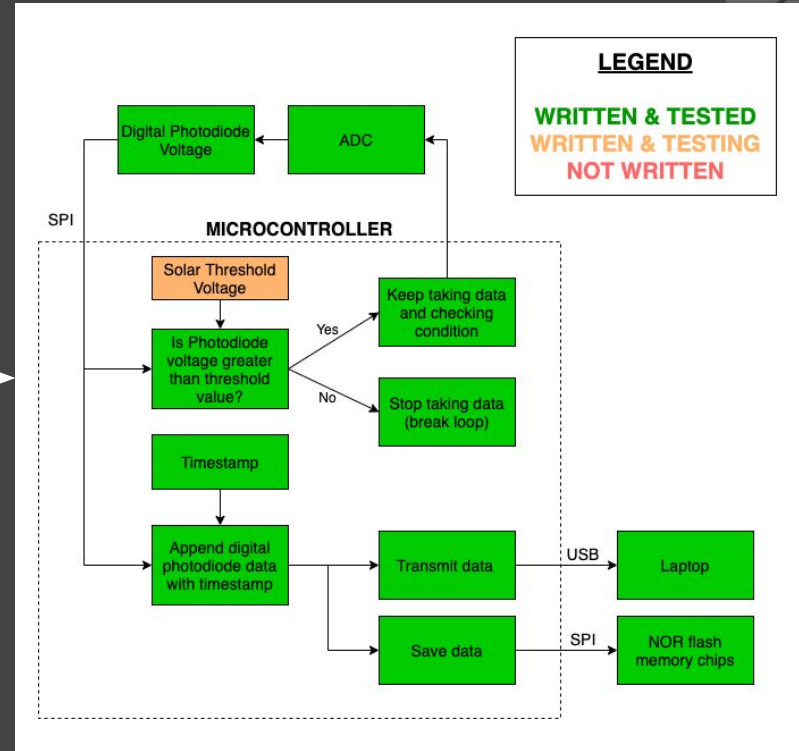 LEGEND
WRITTEN & TESTED
WRITTEN & TESTING
NOT WRITTEN
Digital Photodiode
Voltage
ADC
SPI
MICROCONTROLLER
Solar Threshold
Voltage
Keep taking data
and checking
condition
Yes
Is Photodiode
voltage greater
than threshold
value?
No
Stop taking data
(break loop)
Timestamp
Append digital
photodiode data
with timestamp
Transmit data
USB
Laptop
Save data
SPI
NOR flash
memory chips